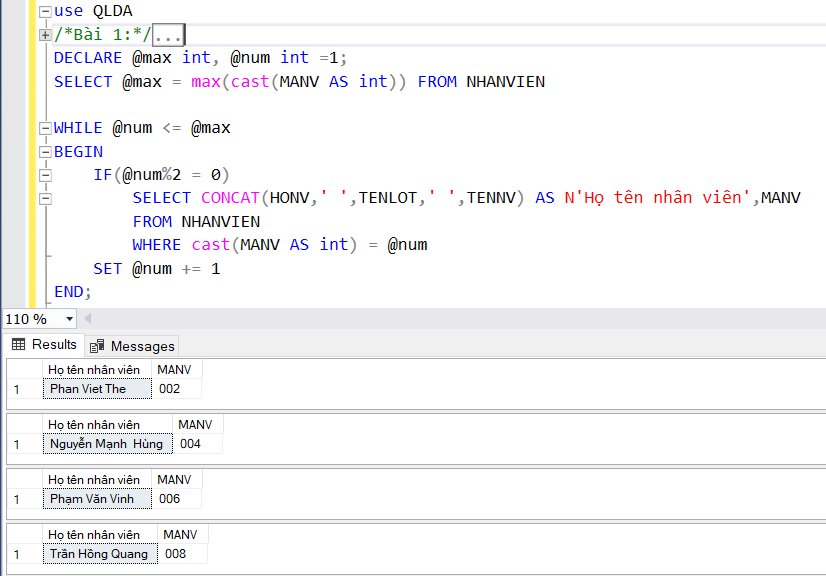 use QLDA
/*Bài 1:*/...
DECLARE @max int, @num int =1;
SELECT @max = max(cast(MANV AS int)) FROM NHANVIEN
WHILE @num <= @max
BEGIN
IF(@num%2 = 0)
SELECT CONCAT(HONV,' ',TENLOT,' ',TENNV) AS N'Họ tên nhân viên',MANV
FROM NHANVIEN
WHERE cast(MANV AS int) = @num
SET @num += 1
END;
110 %
Results Messages
Họ tên nhân viên MANV
1 Phan Viet The 002
Họ tên nhân viên MANV
1 Nguyễn Mạnh  Hùng 004
Họ tên nhân viên MANV
1 Phạm Văn Vinh 006
Họ tên nhân viên MANV
1 Trần Hồng Quang 008